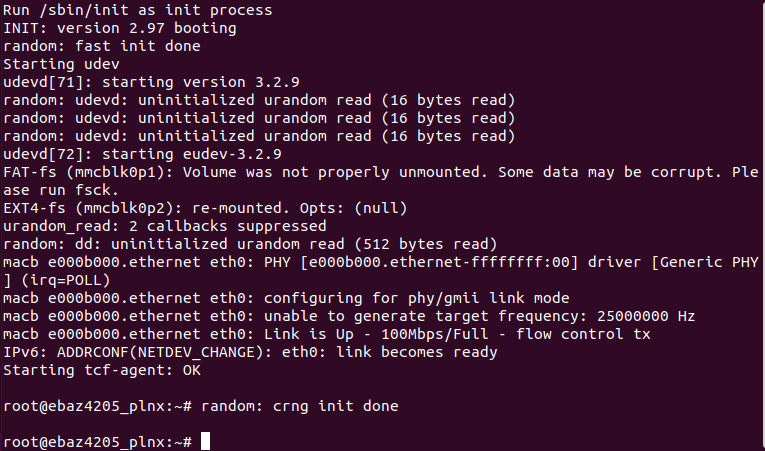 Run /sbin/init as init process
INIT: version 2.97 booting
random: fast init done
Starting udev
udevd[71]: starting version 3.2.9
random: udevd: uninitialized urandom read (16 bytes read)
random: udevd: uninitialized urandom read (16 bytes read)
random: udevd: uninitialized urandom read (16 bytes read)
udevd[72]: starting eudev-3.2.9
FAT-fs (mmcblk0p1): Volume was not properly unmounted. Some data may be corrupt. Ple
ase run fsck.
EXT4-fs (mmcblk0p2): re-mounted. Opts: (null)
urandom_read: 2 callbacks suppressed
random: dd: uninitialized urandom read (512 bytes read)
macb e000b000.ethernet eth0: PHY [e000b000.ethernet-ffffffff:00] driver [Generic PHY
] (irq=POLL)
macb e000b000.ethernet eth0: configuring for phy/gmii link mode
macb e000b000.ethernet eth0: unable to generate target frequency: 25000000 Hz
macb e000b000.ethernet eth0: Link is Up - 100Mbps/Full - flow control tx
IPv6: ADDRCONF(NETDEV_CHANGE): eth0: link becomes ready
Starting tcf-agent: OK
root@ebaz4205_plnx:~# random: crng init done
root@ebaz4205_plnx:~#